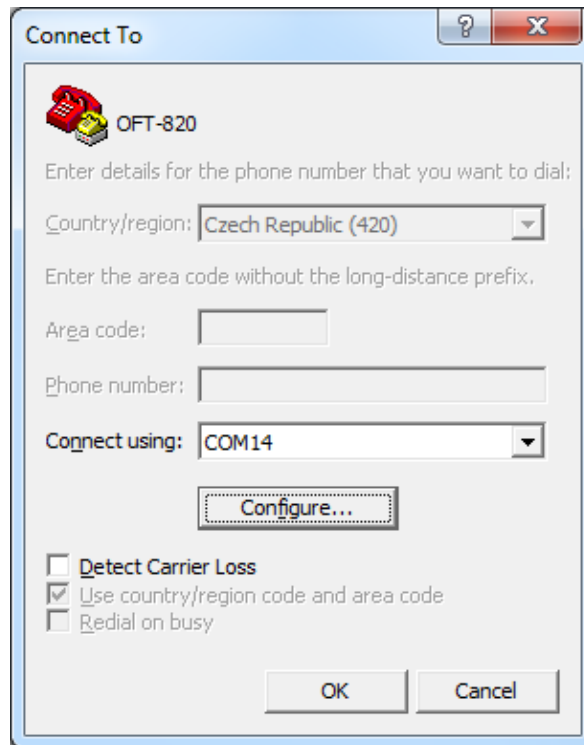 Connect To
OFT-820
Enter details for the phone number that you want to dial:
Country/region: Czech Republic (420)
Enter the area code without the long-distance prefix.
Area code:
Phone number:
Connect using: COM14
Configure...
Detect Carrier Loss
Use country/region code and area code
Redial on busy
OK Cancel